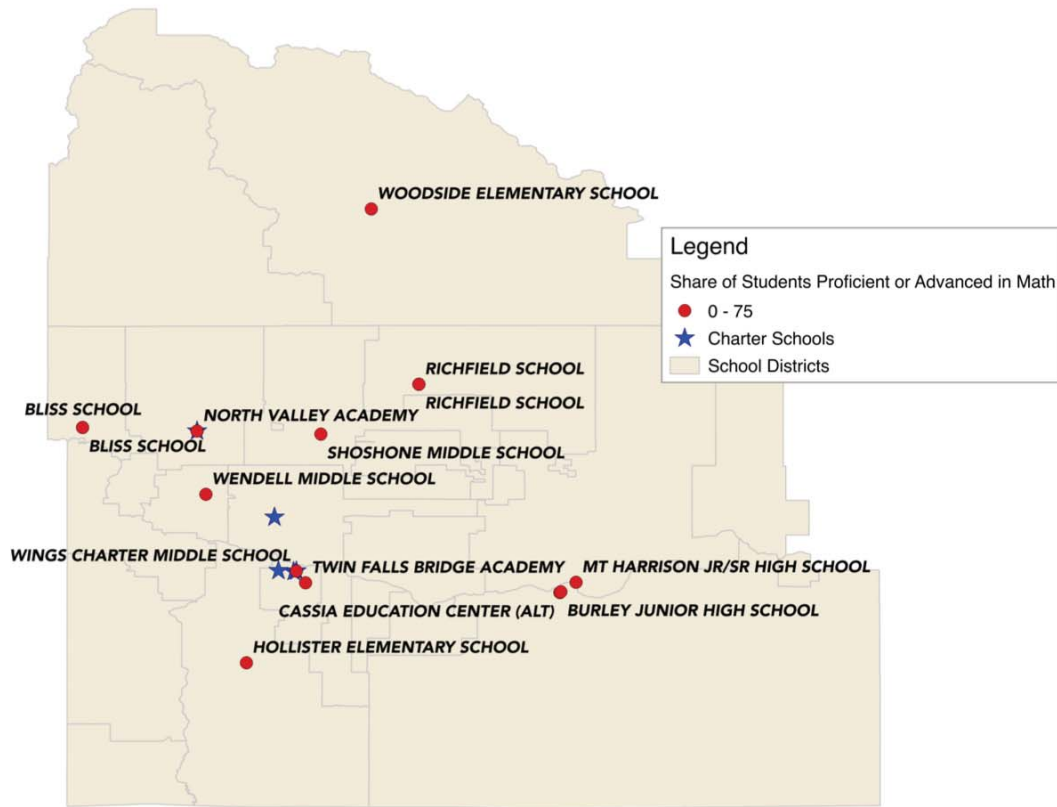 WOODSIDE ELEMENTARY SCHOOL
Legend
Share of Students Proficient or Advanced in Math
0 - 75
Charter Schools
School Districts
RICHFIELD SCHOOL
RICHFIELD SCHOOL
BLISS SCHOOL
NORTH VALLEY ACADEMY
BLISS SCHOOL
SHOSHONE MIDDLE SCHOOL
WENDELL MIDDLE SCHOOL
WINGS CHARTER MIDDLE SCHOOL
TWIN FALLS BRIDGE ACADEMY
MT HARRISON JR/SR HIGH SCHOOL
CASSIA EDUCATION CENTER (ALT)
BURLEY JUNIOR HIGH SCHOOL
HOLLISTER ELEMENTARY SCHOOL